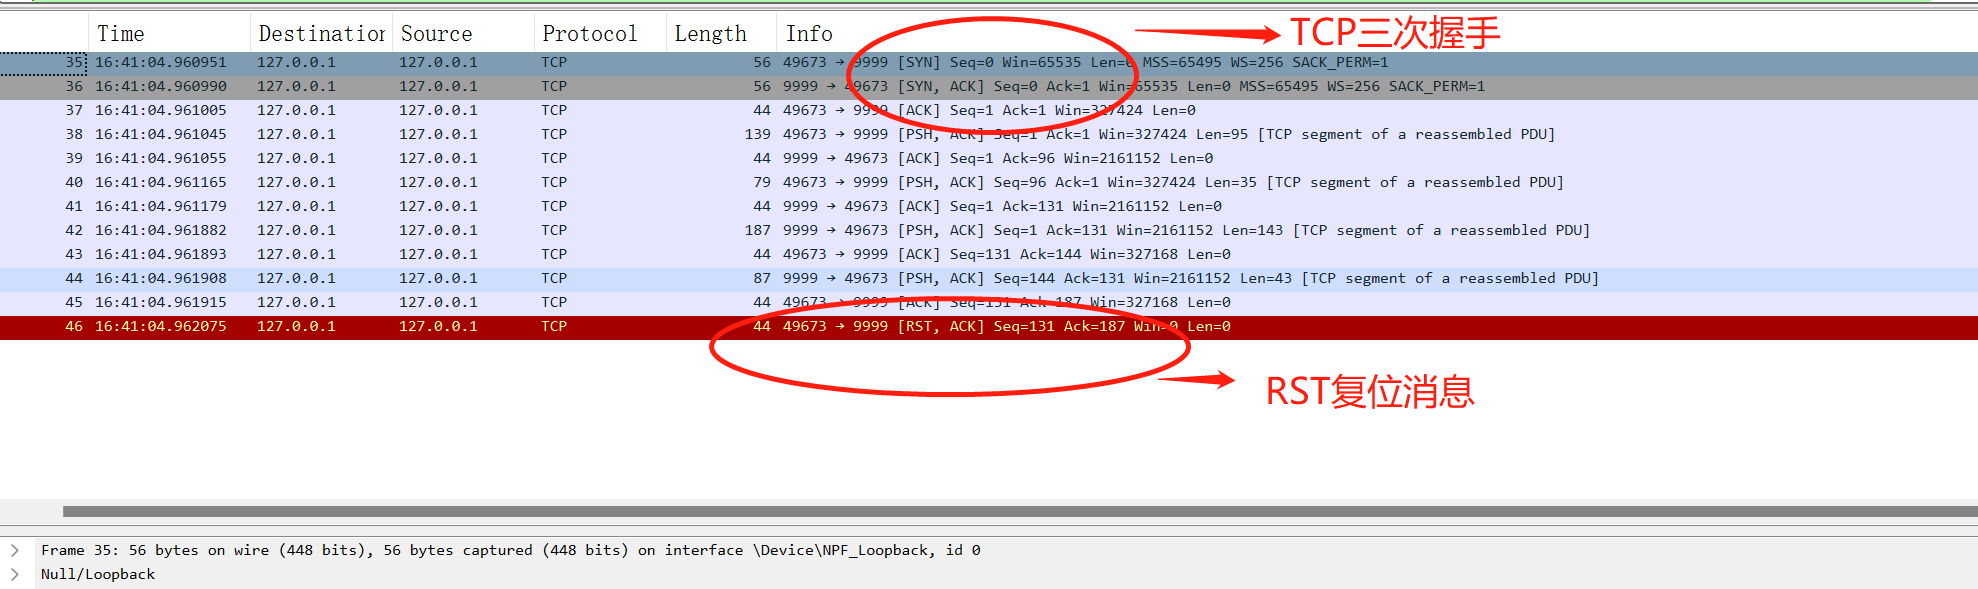 Time Destination Source Protocol Length Info
TCP三次握手
35 16:41:04.960951 127.0.0.1 127.0.0.1 TCP 56 49673 → 9999 [SYN] Seq=0 Win=65535 Len=0 MSS=65495 WS=256 SACK_PERM=1
36 16:41:04.960990 127.0.0.1 127.0.0.1 TCP 56 9999 → 49673 [SYN, ACK] Seq=0 Ack=1 Win=65535 Len=0 MSS=65495 WS=256 SACK_PERM=1
37 16:41:04.961005 127.0.0.1 127.0.0.1 TCP 44 49673 → 9999 [ACK] Seq=1 Ack=1 Win=327424 Len=0
38 16:41:04.961045 127.0.0.1 127.0.0.1 TCP 139 49673 → 9999 [PSH, ACK] Seq=1 Ack=1 Win=327424 Len=95 [TCP segment of a reassembled PDU]
39 16:41:04.961055 127.0.0.1 127.0.0.1 TCP 44 9999 → 49673 [ACK] Seq=1 Ack=96 Win=2161152 Len=0
40 16:41:04.961165 127.0.0.1 127.0.0.1 TCP 79 49673 → 9999 [PSH, ACK] Seq=96 Ack=1 Win=327424 Len=35 [TCP segment of a reassembled PDU]
41 16:41:04.961179 127.0.0.1 127.0.0.1 TCP 44 9999 → 49673 [ACK] Seq=1 Ack=131 Win=2161152 Len=0
42 16:41:04.961882 127.0.0.1 127.0.0.1 TCP 187 9999 → 49673 [PSH, ACK] Seq=1 Ack=131 Win=2161152 Len=143 [TCP segment of a reassembled PDU]
43 16:41:04.961893 127.0.0.1 127.0.0.1 TCP 44 49673 → 9999 [ACK] Seq=131 Ack=144 Win=327168 Len=0
44 16:41:04.961908 127.0.0.1 127.0.0.1 TCP 87 9999 → 49673 [PSH, ACK] Seq=144 Ack=131 Win=2161152 Len=43 [TCP segment of a reassembled PDU]
45 16:41:04.961915 127.0.0.1 127.0.0.1 TCP 44 49673 → 9999 [ACK] Seq=131 Ack=187 Win=327168 Len=0
46 16:41:04.962075 127.0.0.1 127.0.0.1 TCP 44 49673 → 9999 [RST, ACK] Seq=131 Ack=187 Win=0 Len=0
RST复位消息
Frame 35: 56 bytes on wire (448 bits), 56 bytes captured (448 bits) on interface \Device\NPF_Loopback, id 0
Null/Loopback